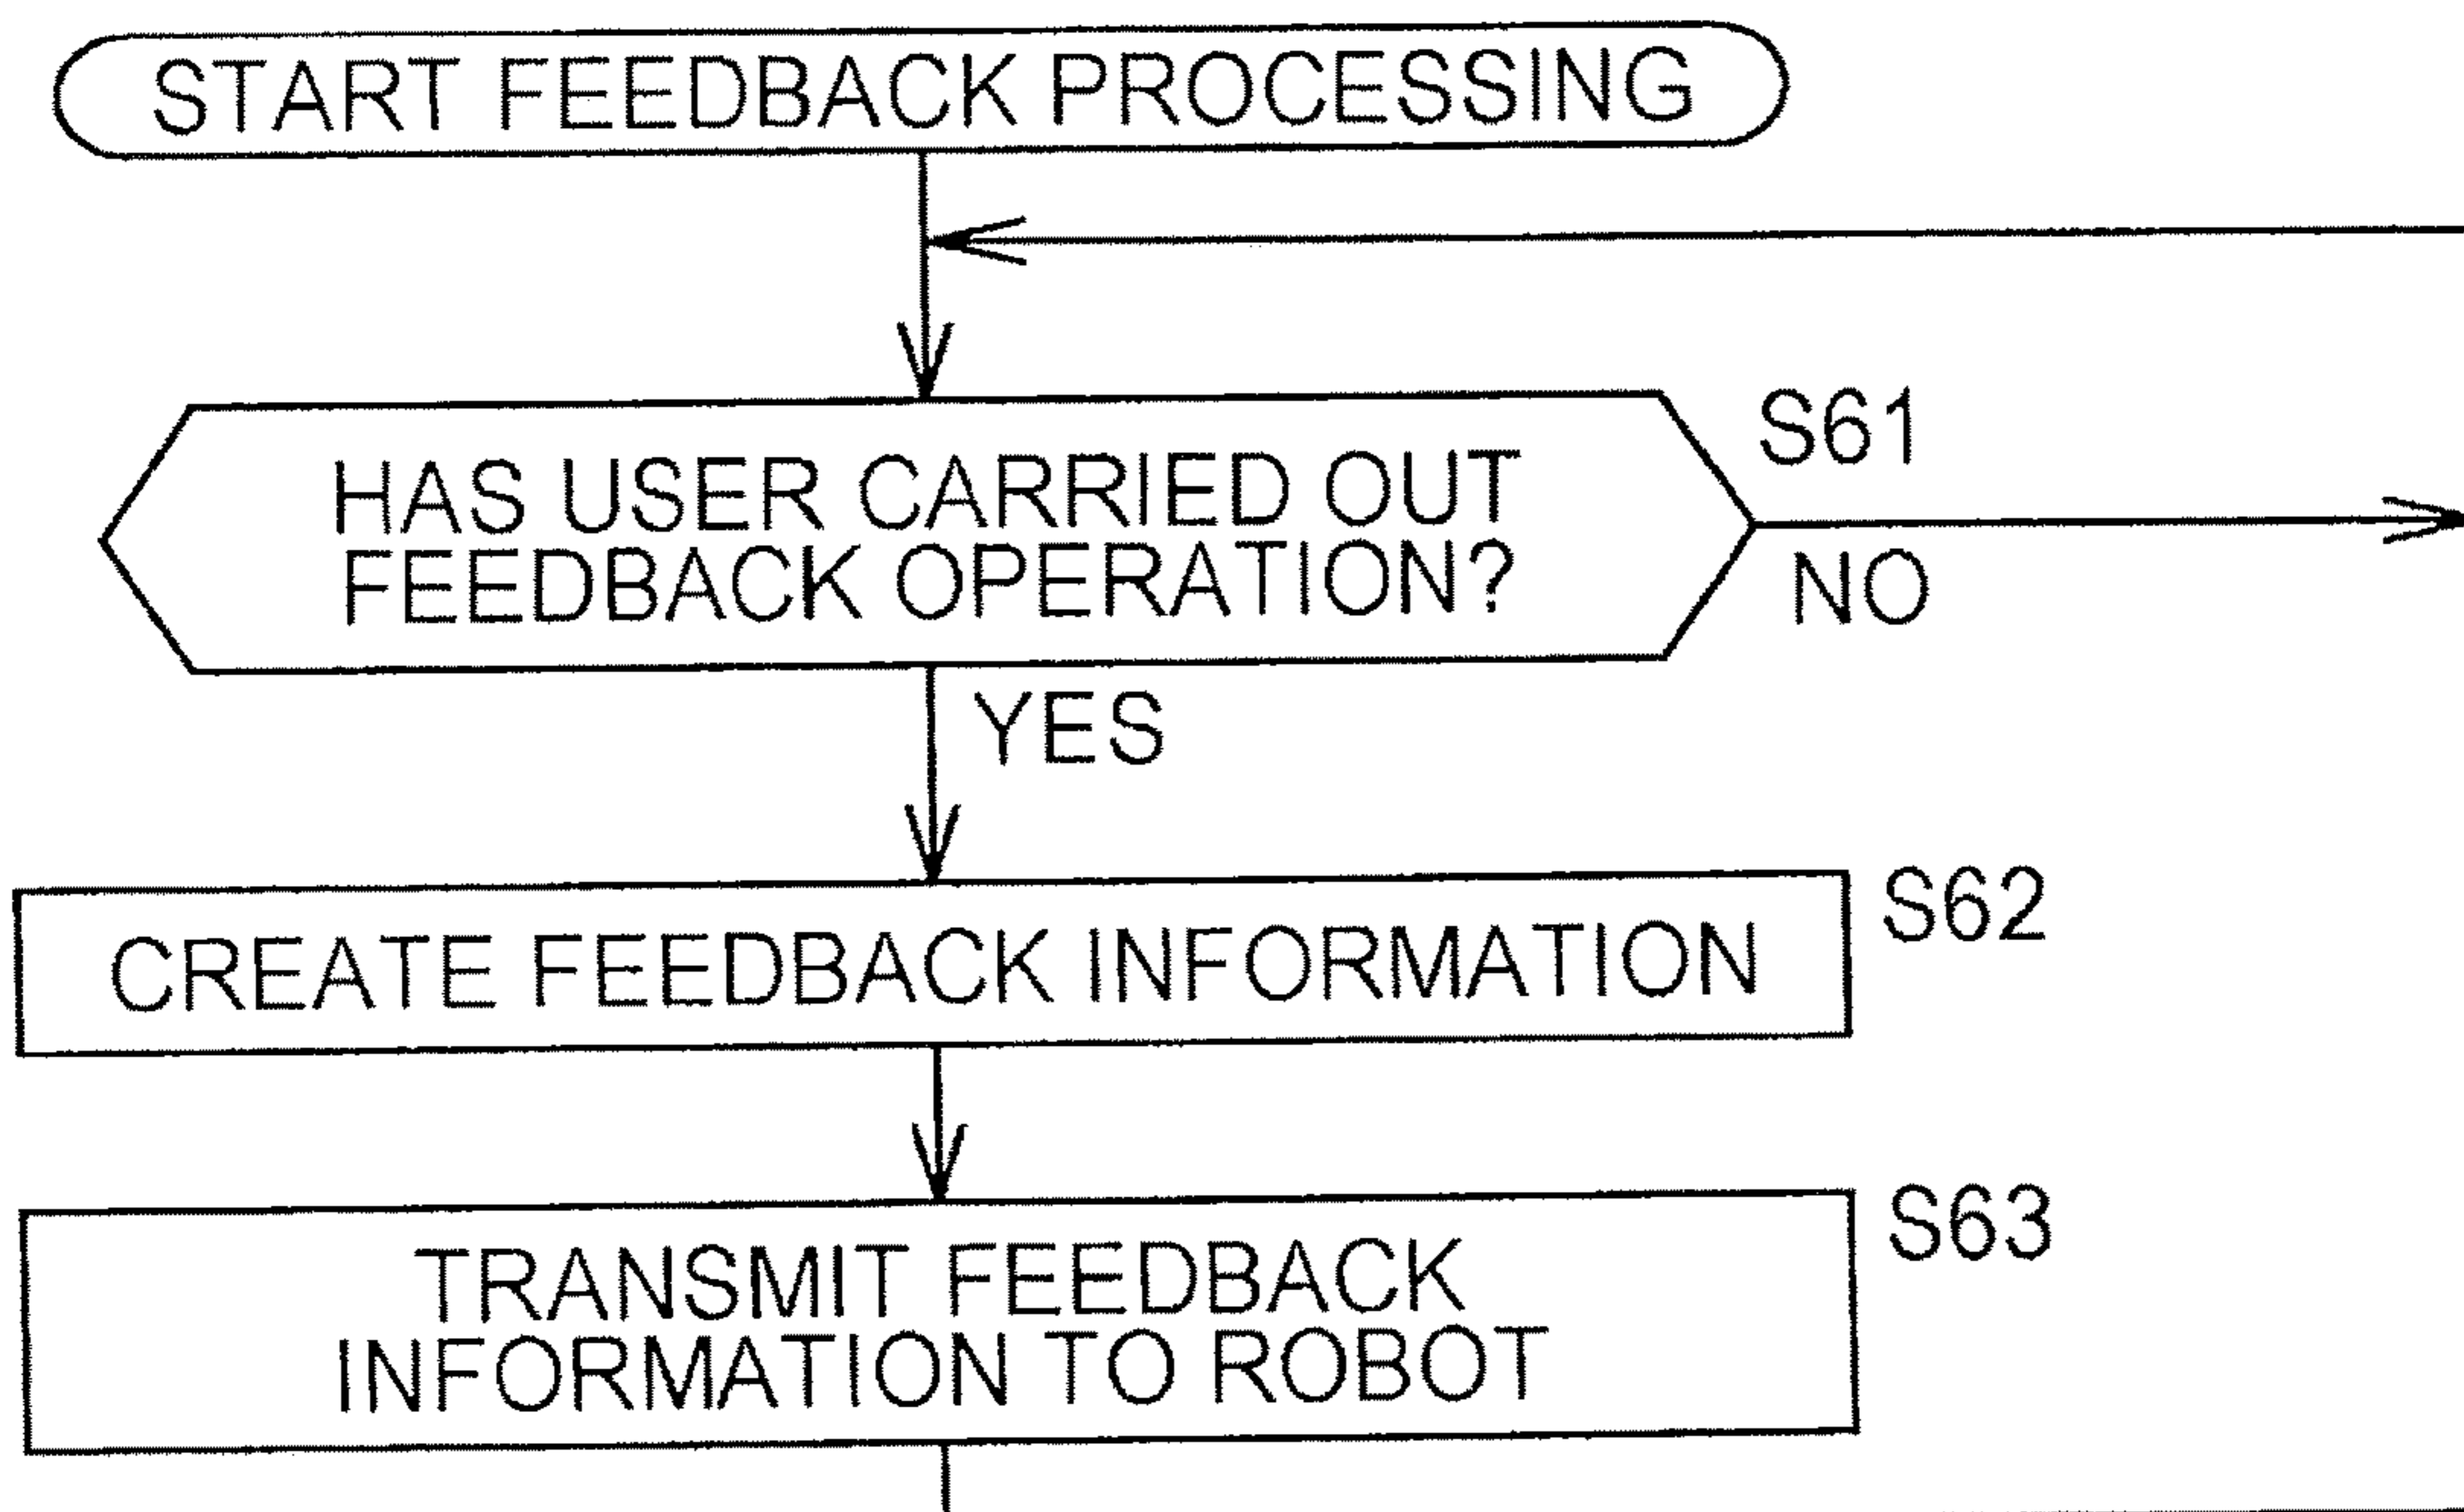 START FEEDBACK PROCESSING
S61
HAS USER CARRIED OUT
FEEDBACK OPERATION?
NO
YES
S62
CREATE FEEDBACK INFORMATION
S63
TRANSMIT FEEDBACK
INFORMATION TO ROBOT